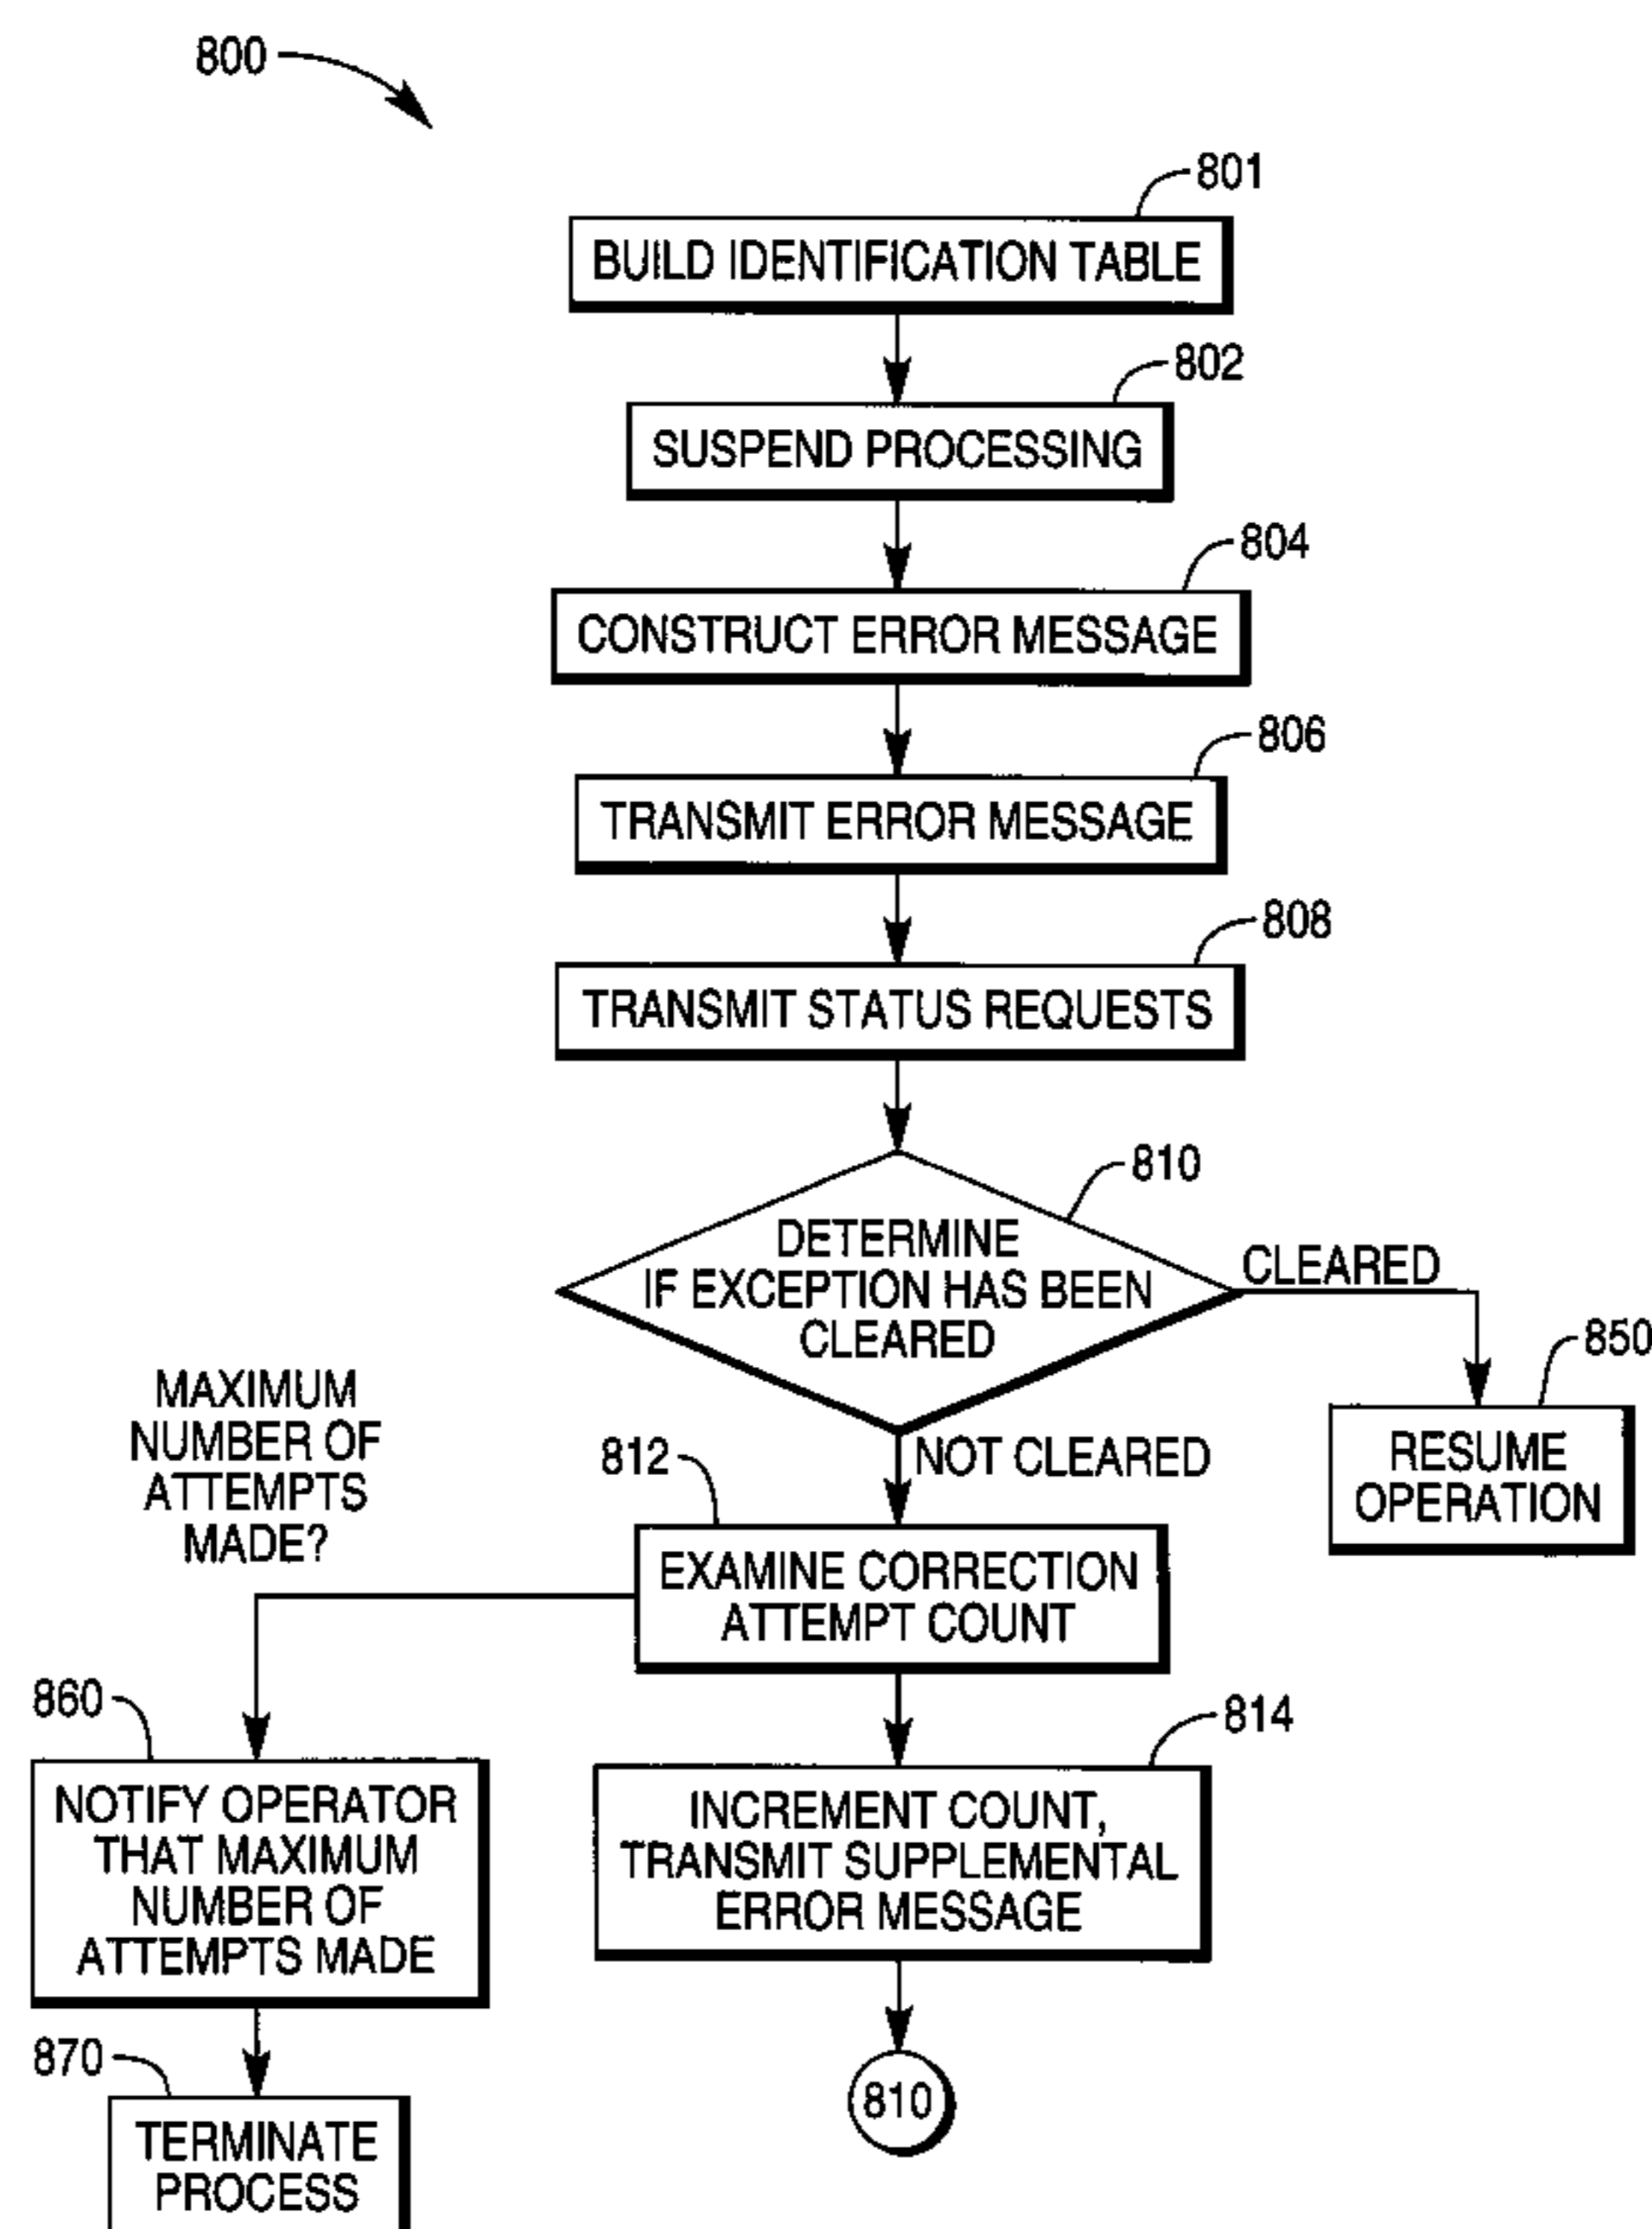 800
801
BUILD IDENTIFICATION TABLE
802
SUSPEND PROCESSING
804
CONSTRUCT ERROR MESSAGE
806
TRANSMIT ERROR MESSAGE
808
TRANSMIT STATUS REQUESTS
810
DETERMINE
IF EXCEPTION HAS BEEN
CLEARED
CLEARED
850
RESUME
OPERATION
NOT CLEARED
812
EXAMINE CORRECTION
ATTEMPT COUNT
MAXIMUM
NUMBER OF
ATTEMPTS
MADE?
860
NOTIFY OPERATOR
THAT MAXIMUM
NUMBER OF
ATTEMPTS MADE
814
INCREMENT COUNT,
TRANSMIT SUPPLEMENTAL
ERROR MESSAGE
870
TERMINATE
PROCESS
810